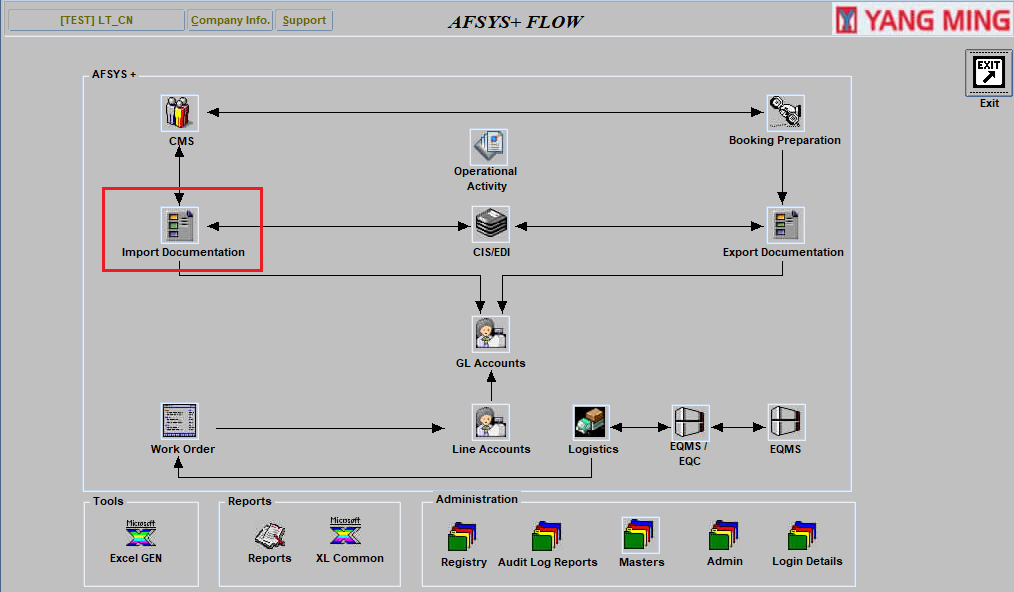 [TEST] LT_CN
Company Info.
Support
AFSYS+ FLOW
YANG MING
EXIT
Exit
AFSYS +
CMS
Booking Preparation
Operational
Activity
Import Documentation
CIS/EDI
Export Documentation
GL Accounts
Work Order
Line Accounts
Logistics
EQMS /
EQC
EQMS
Tools
Microsoft
Excel GEN
Reports
Reports
Microsoft
XL Common
Administration
Registry
Audit Log Reports
Masters
Admin
Login Details